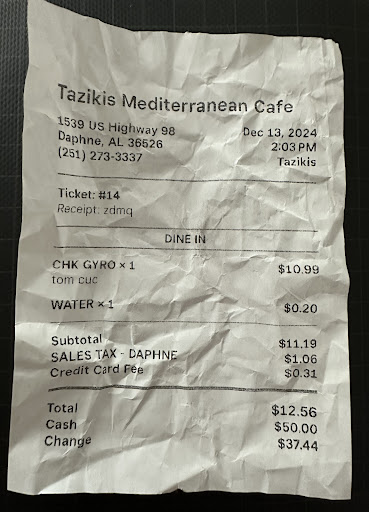 Tazikis Mediterranean Cafe
1539 US Highway 98 Dec 13, 2024
Daphne, AL 36526 2:03 PM
(251) 273-3337 Tazikis
Ticket: #14
Receipt: zdmq
DINE IN
CHK GYRO × 1 $10.99
tom cuc
WATER × 1 $0.20
Subtotal $11.19
SALES TAX - DAPHNE $1.06
Credit Card Fee $0.31
Total $12.56
Cash $50.00
Change $37.44